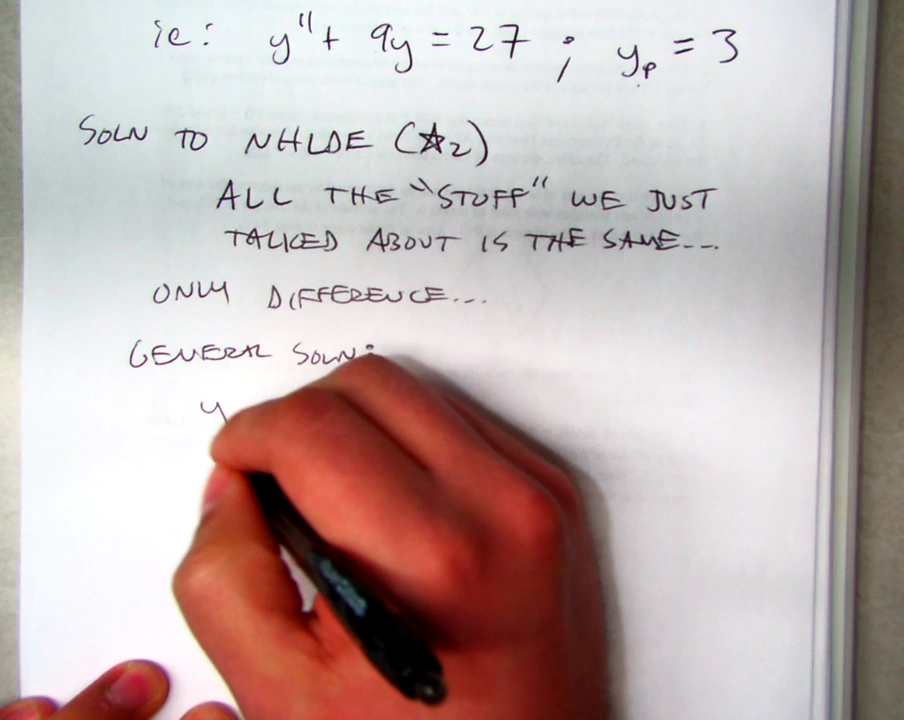 ie: y" + 9y = 27 ; yₚ = 3
SOLN TO NHLDE (☆₂)
ALL THE "STUFF" WE JUST
TALKED ABOUT IS THE SAME...
ONLY DIFFERENCE...
GENERAL SOLN:
y